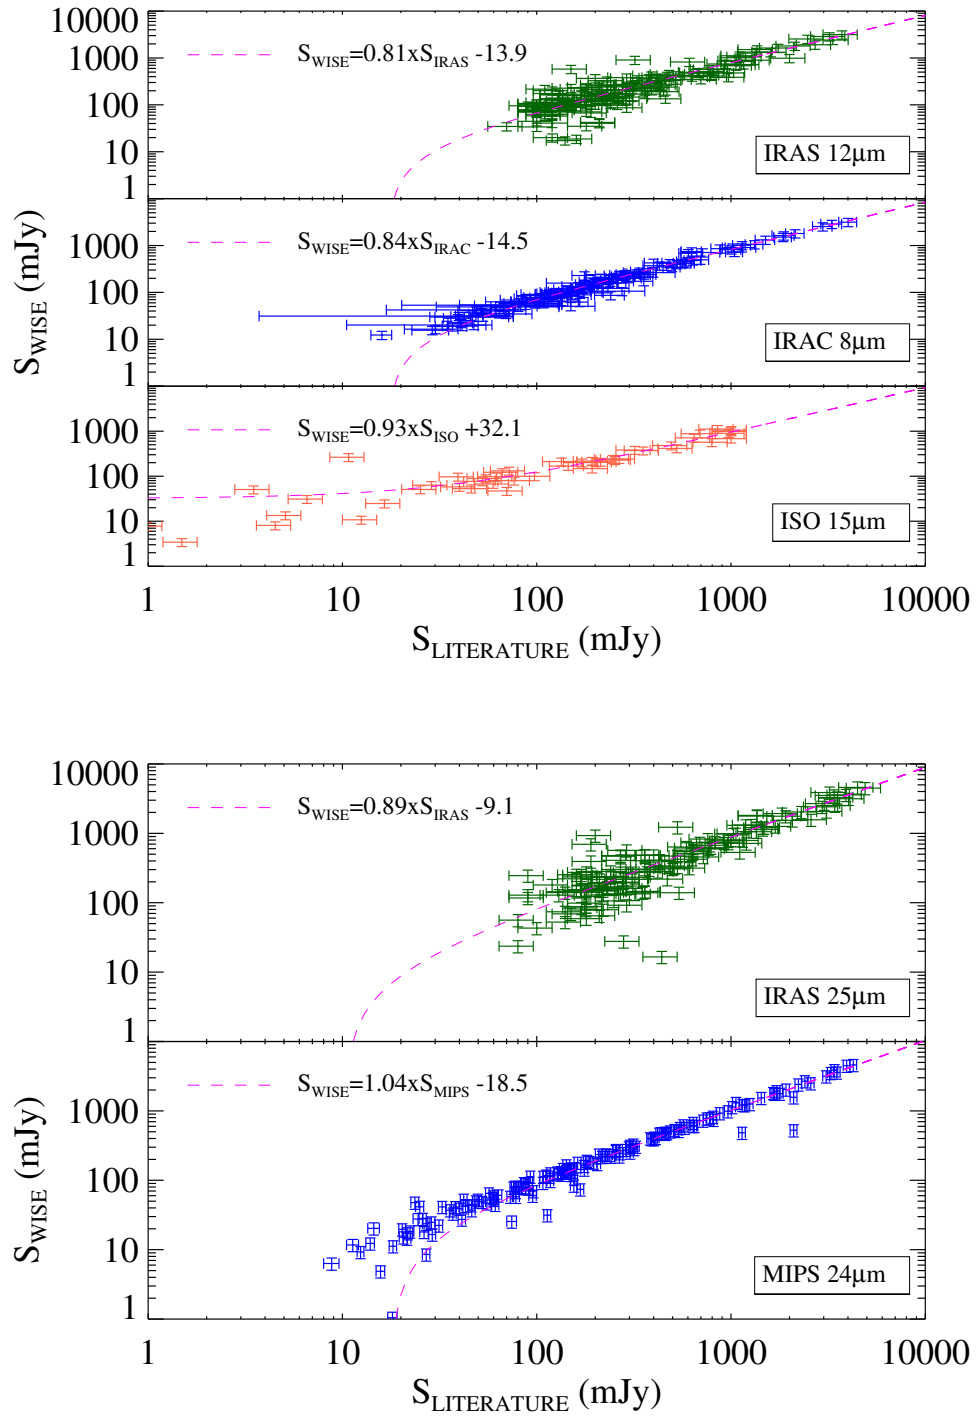 10000
1000
100
10
1
S_WISE=0.81xS_IRAS -13.9
IRAS 12μm
1000
100
10
1
S_WISE=0.84xS_IRAC -14.5
IRAC 8μm
S_WISE (mJy)
1000
100
10
1
S_WISE=0.93xS_ISO +32.1
ISO 15μm
1 10 100 1000 10000
S_LITERATURE (mJy)
10000
1000
100
10
1
S_WISE=0.89xS_IRAS -9.1
IRAS 25μm
1000
100
10
1
S_WISE=1.04xS_MIPS -18.5
MIPS 24μm
S_WISE (mJy)
1 10 100 1000 10000
S_LITERATURE (mJy)